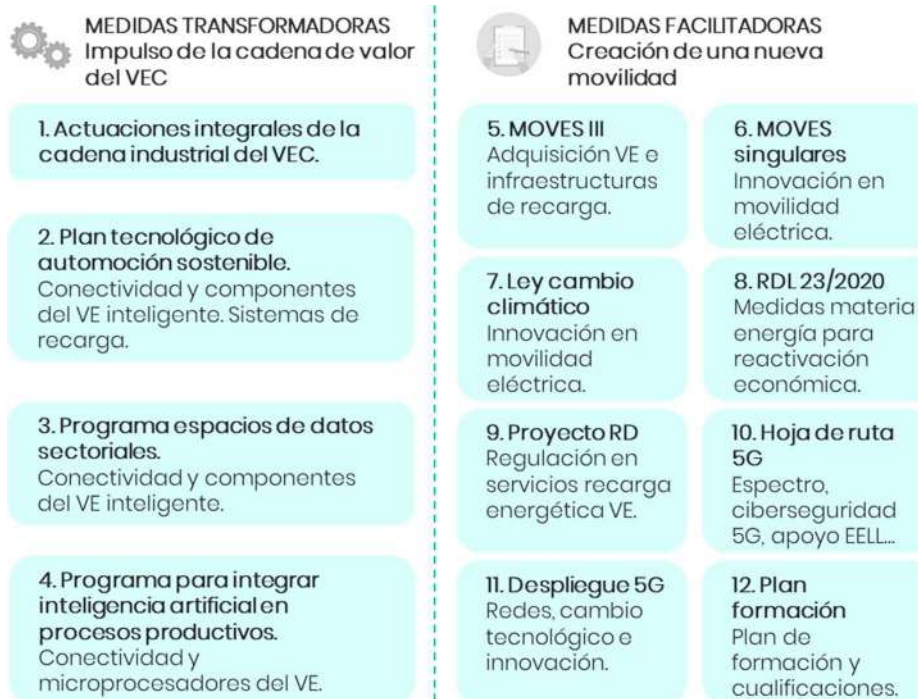 MEDIDAS TRANSFORMADORAS
Impulso de la cadena de valor
del VEC
1. Actuaciones integrales de la
cadena industrial del VEC.
2. Plan tecnológico de
automoción sostenible.
Conectividad y componentes
del VE inteligente. Sistemas de
recarga.
3. Programa espacios de datos
sectoriales.
Conectividad y componentes
del VE inteligente.
4. Programa para integrar
inteligencia artificial en
procesos productivos.
Conectividad y
microprocesadores del VE.
MEDIDAS FACILITADORAS
Creación de una nueva
movilidad
5. MOVES III
Adquisición VE e
infraestructuras
de recarga.
6. MOVES
singulares
Innovación en
movilidad
eléctrica.
7. Ley cambio
climático
Innovación en
movilidad
eléctrica.
8. RDL 23/2020
Medidas materia
energía para
reactivación
económica.
9. Proyecto RD
Regulación en
servicios recarga
energética VE.
10. Hoja de ruta
5G
Espectro,
ciberseguridad
5G, apoyo EELL...
11. Despliegue 5G
Redes, cambio
tecnológico e
innovación.
12. Plan
formación
Plan de
formación y
cualificaciones.